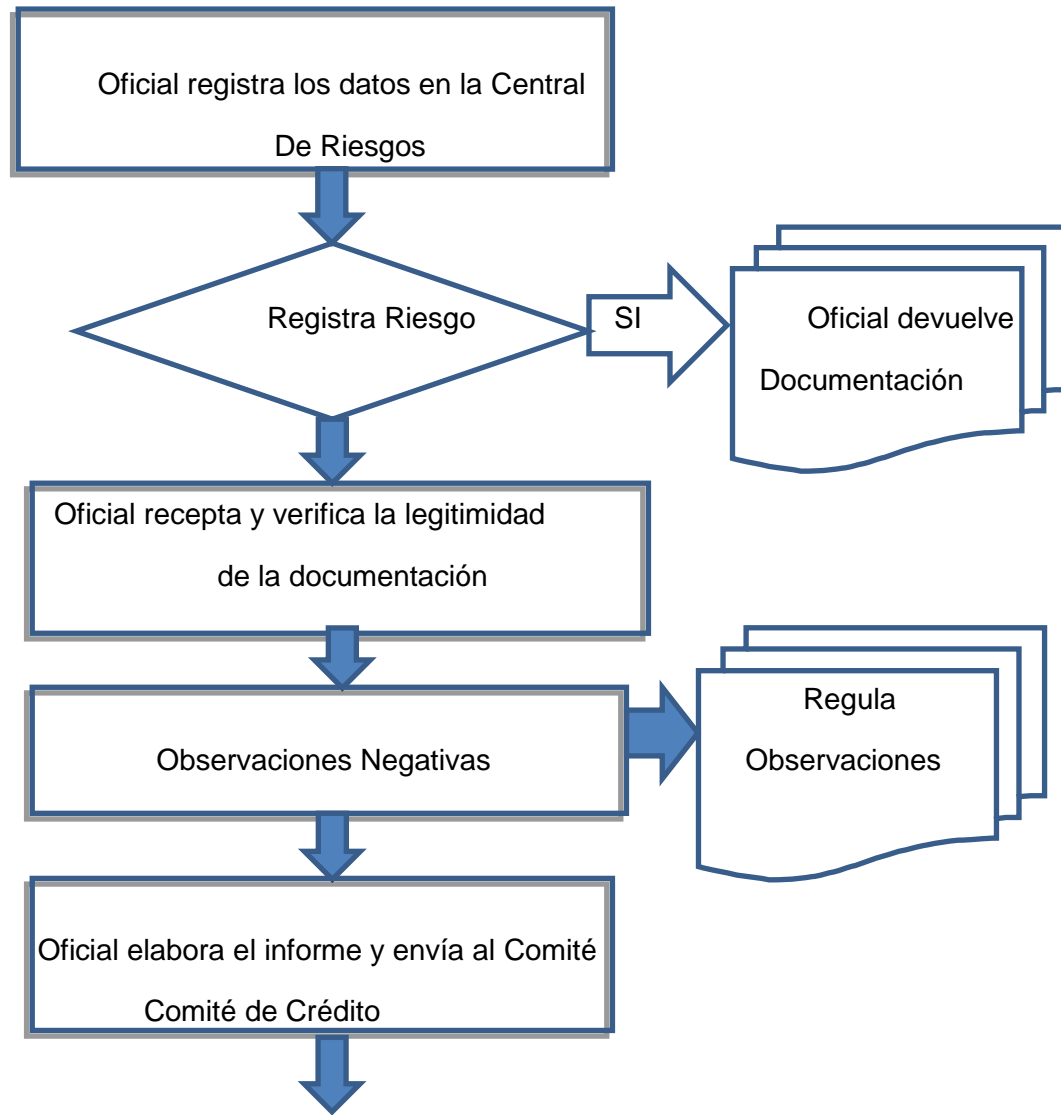 Oficial registra los datos en la Central
De Riesgos
Registra Riesgo
SI
Oficial devuelve
Documentación
Oficial recepta y verifica la legitimidad
de la documentación
Observaciones Negativas
Regula
Observaciones
Oficial elabora el informe y envía al Comité
Comité de Crédito